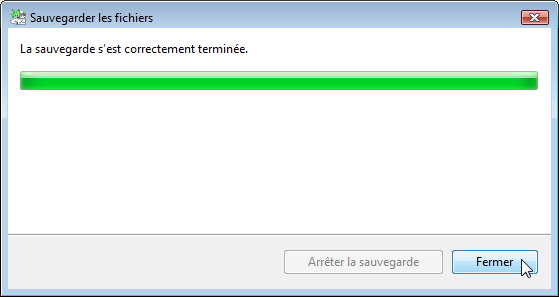 Sauvegarder les fichiers
La sauvegarde s'est correctement terminée.
Arrêter la sauvegarde
Fermer